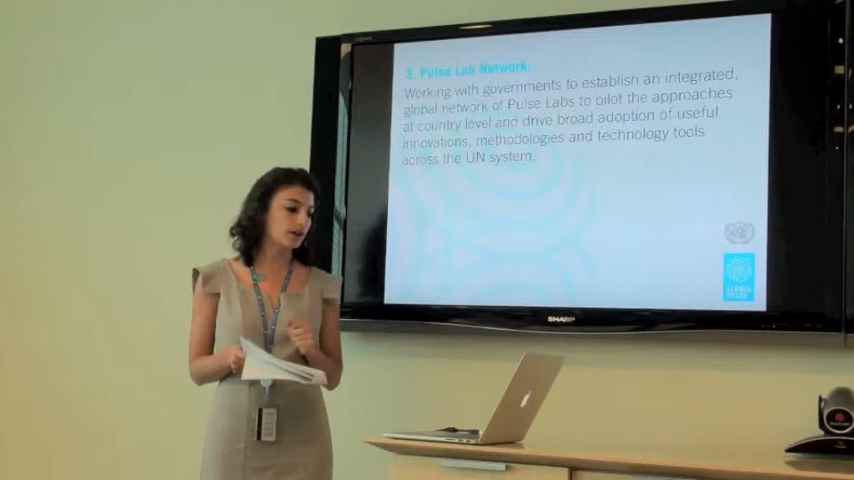 3. Pulse Lab Network:
Working with governments to establish an integrated,
global network of Pulse Labs to pilot the approaches
at country level and drive broad adoption of useful
innovations, methodologies and technology tools
across the UN system.
GLOBAL
PULSE
SHARP